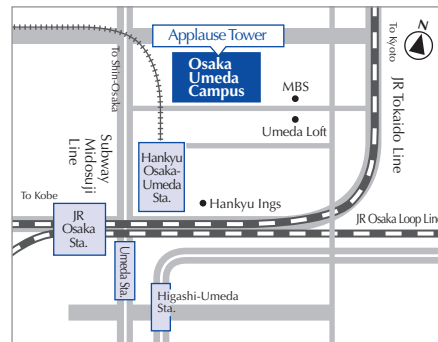 Applause Tower
Osaka
Umeda
Campus
N
To Kyoto
JR Tokaido Line
To Shin-Osaka
MBS
Umeda Loft
Subway
Midosuji
Line
Hankyu
Osaka-
Umeda
Sta.
To Kobe
Hankyu Ings
JR
Osaka
Sta.
JR Osaka Loop Line
Umeda Sta.
Higashi-Umeda
Sta.